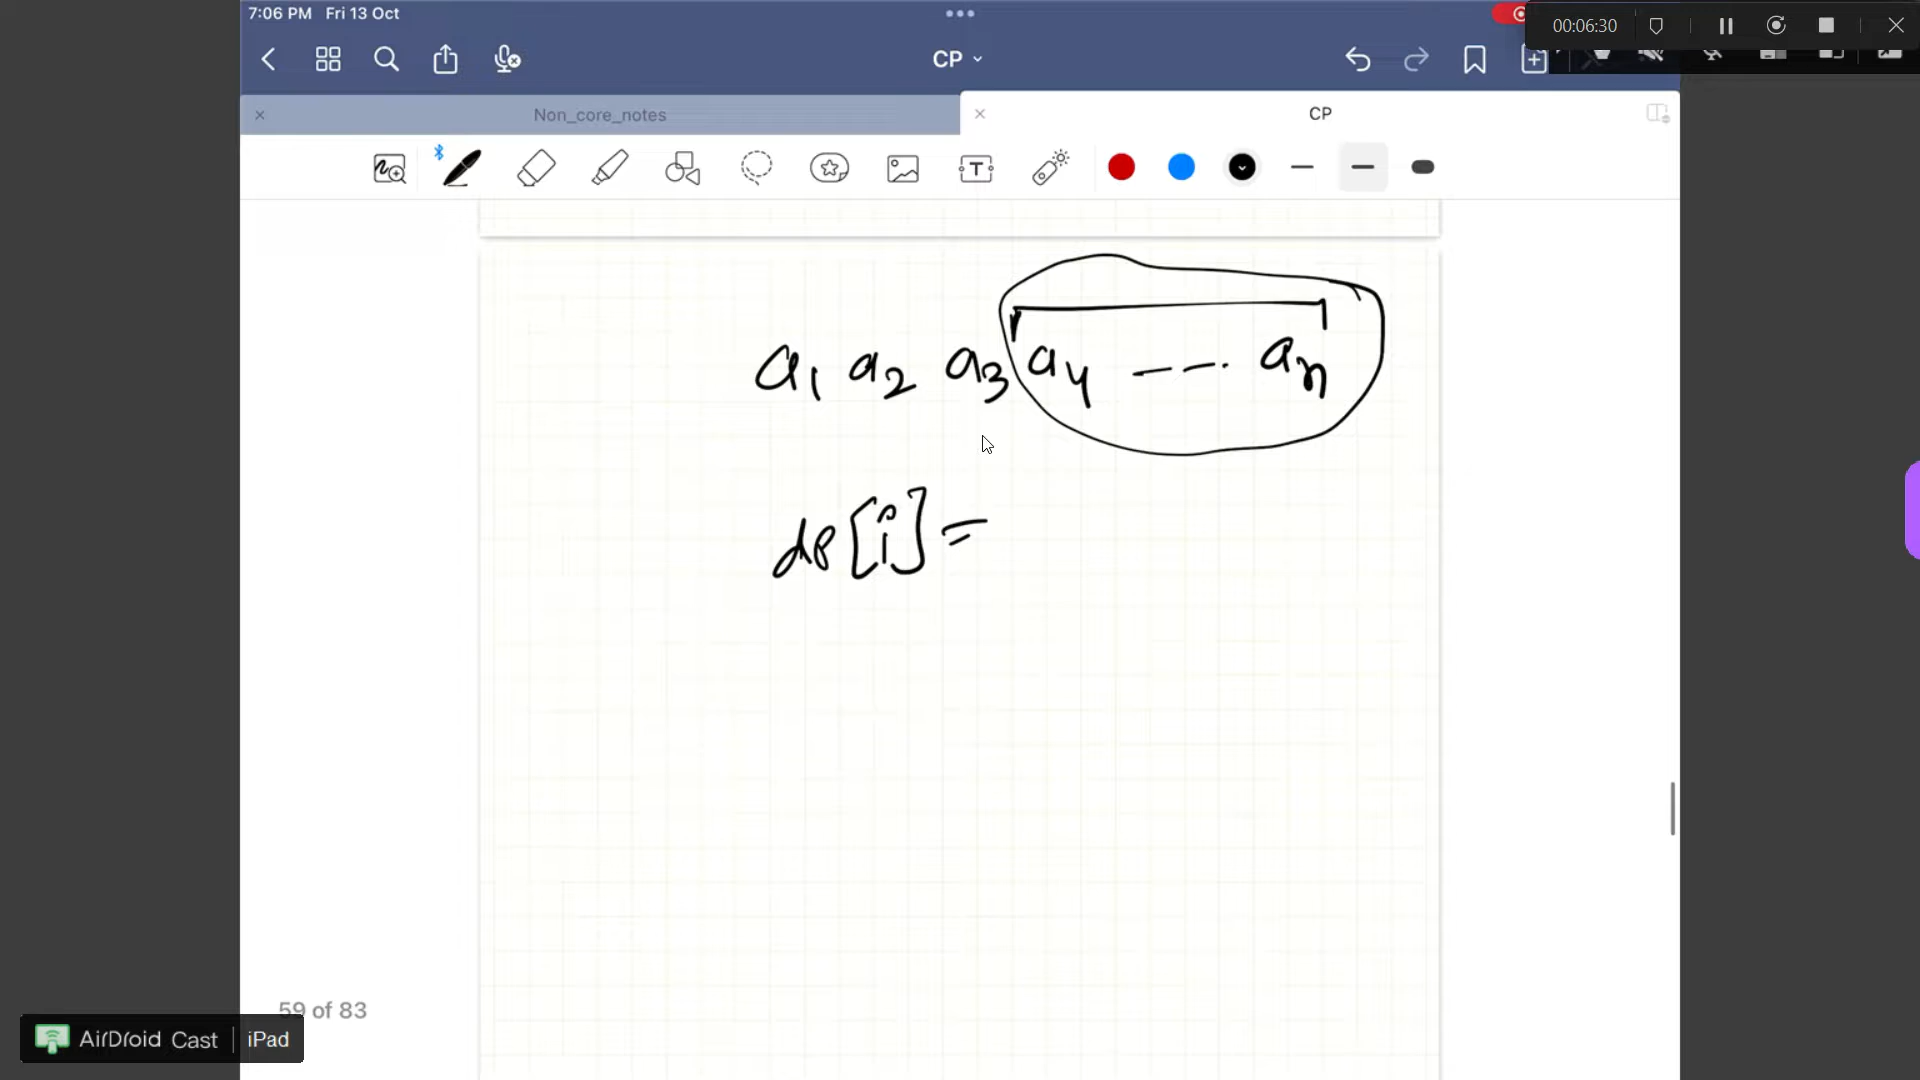 7:06 PM Fri 13 Oct
00:06:30
CP
Non_core_notes
CP
T
a1 a2 a3 a4 ---. an
dp[i]=
59 of 83
AirDroid Cast iPad